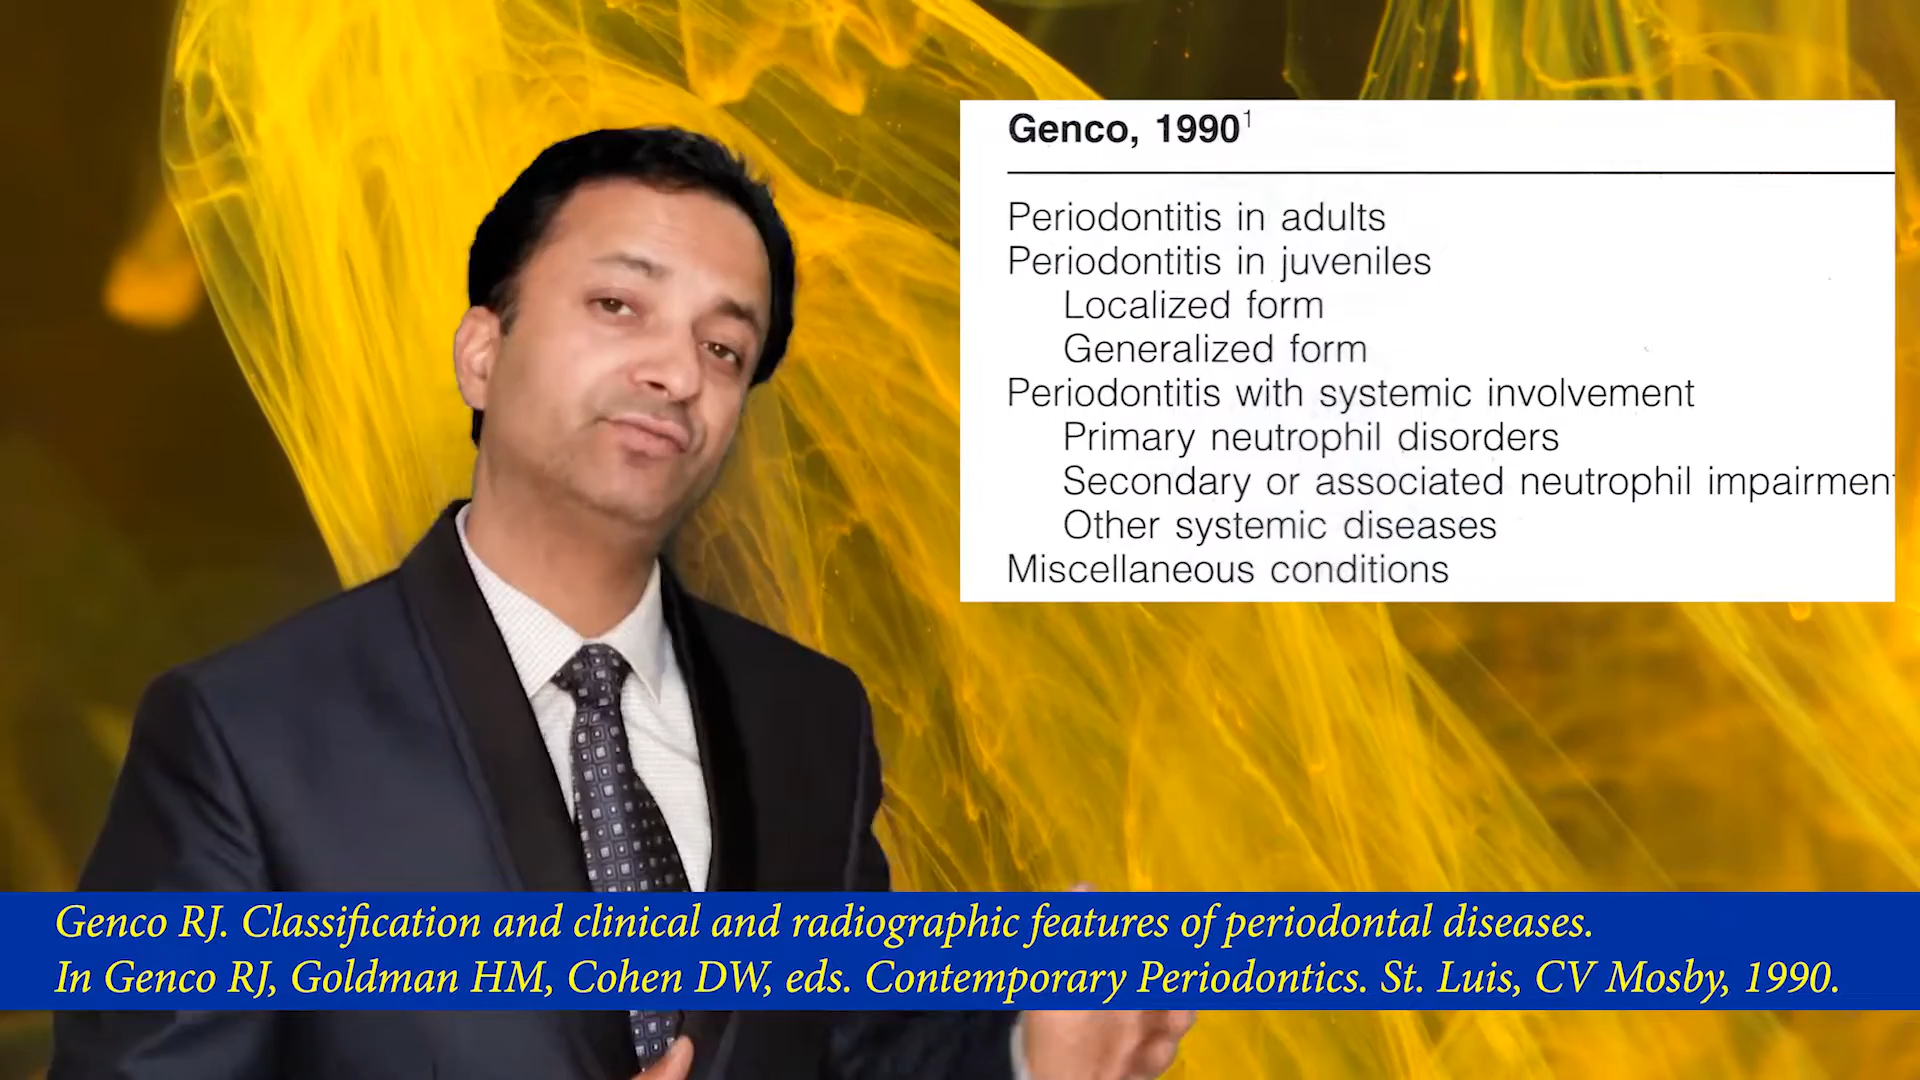 Genco, 1990¹
Periodontitis in adults
Periodontitis in juveniles
Localized form
Generalized form
Periodontitis with systemic involvement
Primary neutrophil disorders
Secondary or associated neutrophil impairment
Other systemic diseases
Miscellaneous conditions
Genco RJ. Classification and clinical and radiographic features of periodontal diseases.
In Genco RJ, Goldman HM, Cohen DW, eds. Contemporary Periodontics. St. Luis, CV Mosby, 1990.